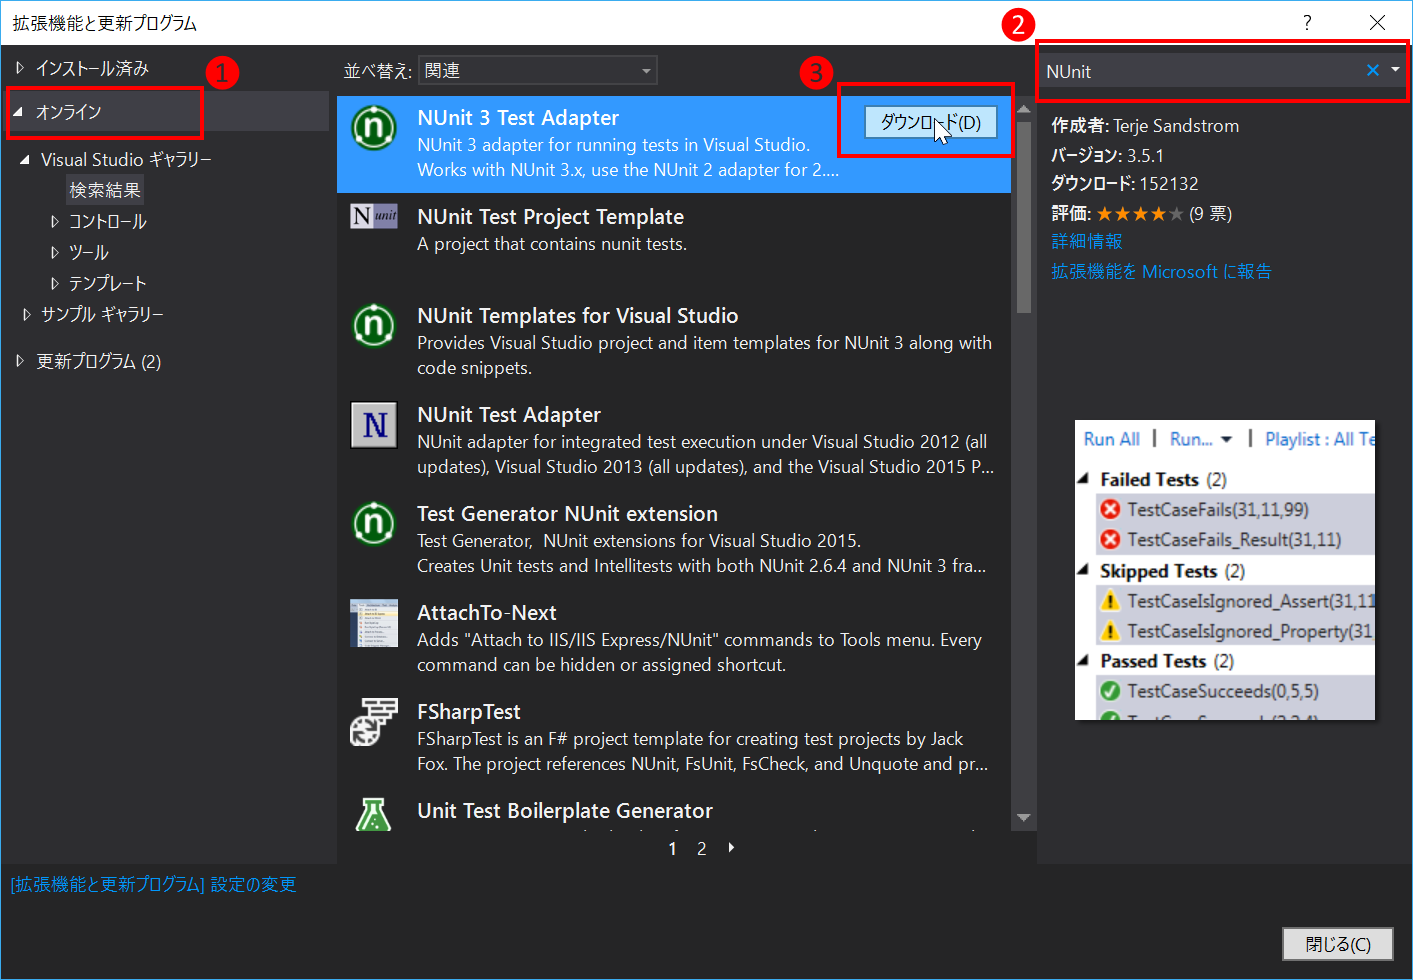 拡張機能と更新プログラム
?
2
インストール済み
1
並べ替え: 関連
3
NUnit
オンライン
Visual Studio ギャラリー
検索結果
コントロール
ツール
テンプレート
サンプル ギャラリー
更新プログラム (2)
NUnit 3 Test Adapter
ダウンロード(D)
NUnit 3 adapter for running tests in Visual Studio.
Works with NUnit 3.x, use the NUnit 2 adapter for 2....
NUnit Test Project Template
A project that contains nunit tests.
NUnit Templates for Visual Studio
Provides Visual Studio project and item templates for NUnit 3 along with
code snippets.
NUnit Test Adapter
NUnit adapter for integrated test execution under Visual Studio 2012 (all
updates), Visual Studio 2013 (all updates), and the Visual Studio 2015 P...
Test Generator NUnit extension
Test Generator, NUnit extensions for Visual Studio 2015.
Creates Unit tests and Intellitests with both NUnit 2.6.4 and NUnit 3 fra...
AttachTo-Next
Adds "Attach to IIS/IIS Express/NUnit" commands to Tools menu. Every
command can be hidden or assigned shortcut.
FSharpTest
FSharpTest is an F# project template for creating test projects by Jack
Fox. The project references NUnit, FsUnit, FsCheck, and Unquote and pr...
Unit Test Boilerplate Generator
1 2
作成者: Terje Sandstrom
バージョン: 3.5.1
ダウンロード: 152132
評価: ★★★★★ (9 票)
詳細情報
拡張機能を Microsoft に報告
Run All | Run... | Playlist : All Te
Failed Tests (2)
TestCaseFails(31,11,99)
TestCaseFails_Result(31,11)
Skipped Tests (2)
TestCaseIsIgnored_Assert(31,11
TestCaseIsIgnored_Property(31,
Passed Tests (2)
TestCaseSucceeds(0,5,5)
[拡張機能と更新プログラム] 設定の変更
閉じる(C)